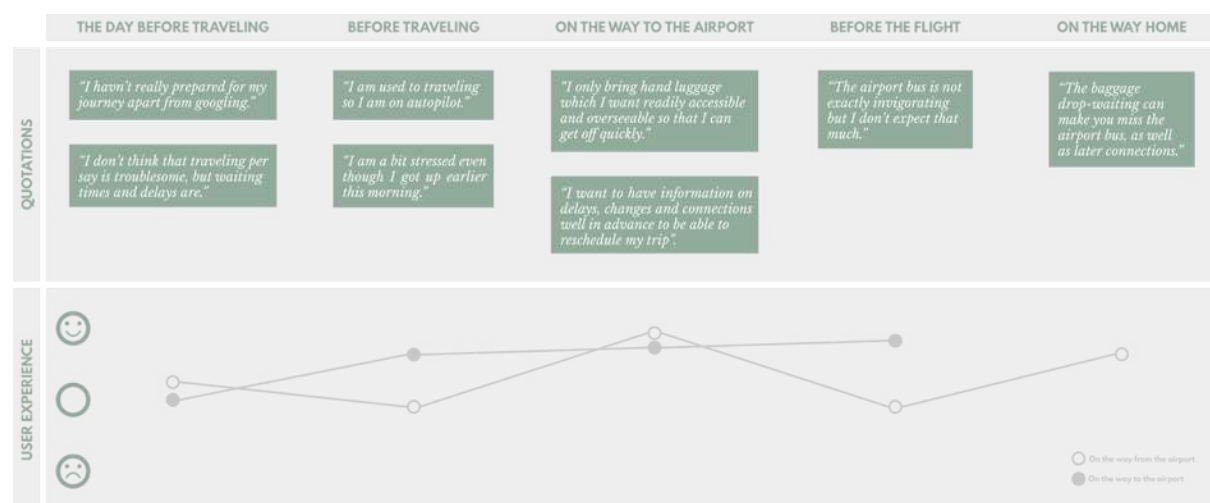 THE DAY BEFORE TRAVELING
BEFORE TRAVELING
ON THE WAY TO THE AIRPORT
BEFORE THE FLIGHT
ON THE WAY HOME
QUOTATIONS
“I havn’t really prepared for my
journey apart from googling.”
“I don’t think that traveling per
say is troublesome, but waiting
times and delays are.”
“I am used to traveling
so I am on autopilot.”
“I am a bit stressed even
though I got up earlier
this morning.”
“I only bring hand luggage
which I want readily accessible
and overseeable so that I can
get off quickly.”
“I want to have information on
delays, changes and connections
well in advance to be able to
reschedule my trip”.
“The airport bus is not
exactly invigorating
but I don’t expect that
much.”
“The baggage
drop-waiting can
make you miss the
airport bus, as well
as later connections.”
USER EXPERIENCE
On the way from the airport
On the way to the airport